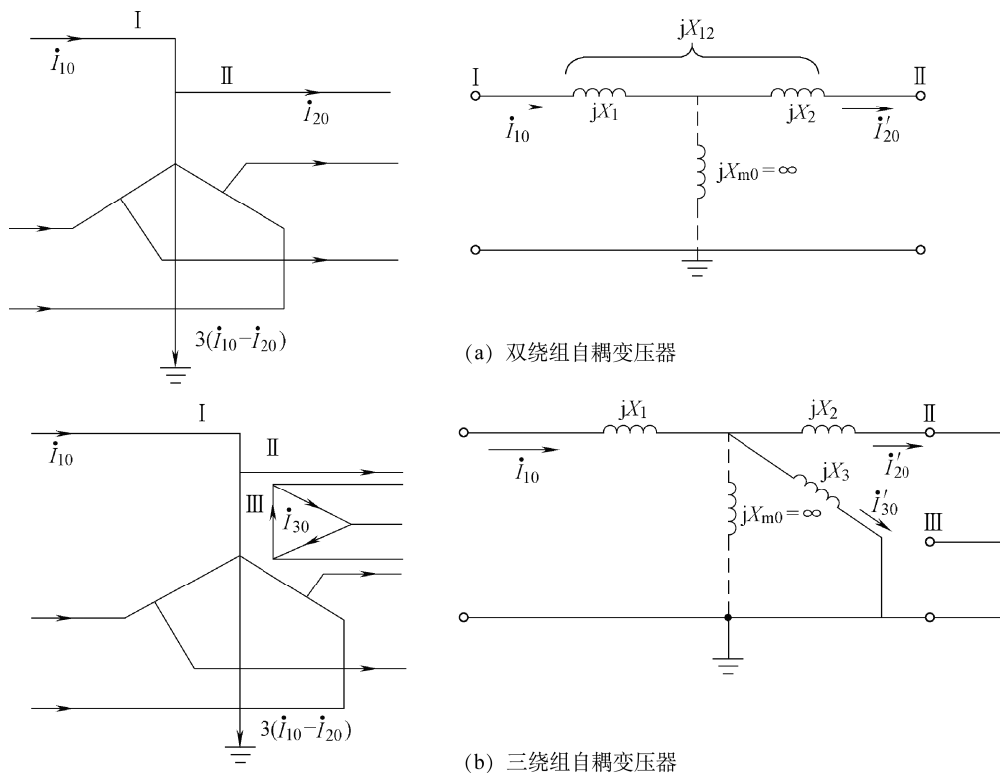 Ⅰ
İ10
Ⅱ
İ20
3(İ10−İ20)
jX12
Ⅰ
Ⅱ
İ10
jX1
jX2
İ′20
jXm0=∞
(a) 双绕组自耦变压器
Ⅰ
İ10
Ⅱ
Ⅲ
İ30
3(İ10−İ20)
jX1
jX2
Ⅱ
İ10
İ′20
jX3
İ′30
jXm0=∞
Ⅲ
(b) 三绕组自耦变压器